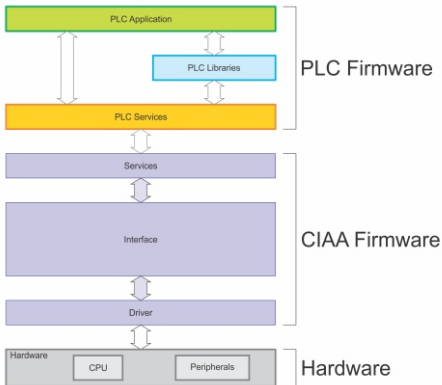 PLC Application
PLC Libraries
PLC Firmware
PLC Services
Services
Interface
CIAA Firmware
Driver
Hardware
CPU
Peripherals
Hardware